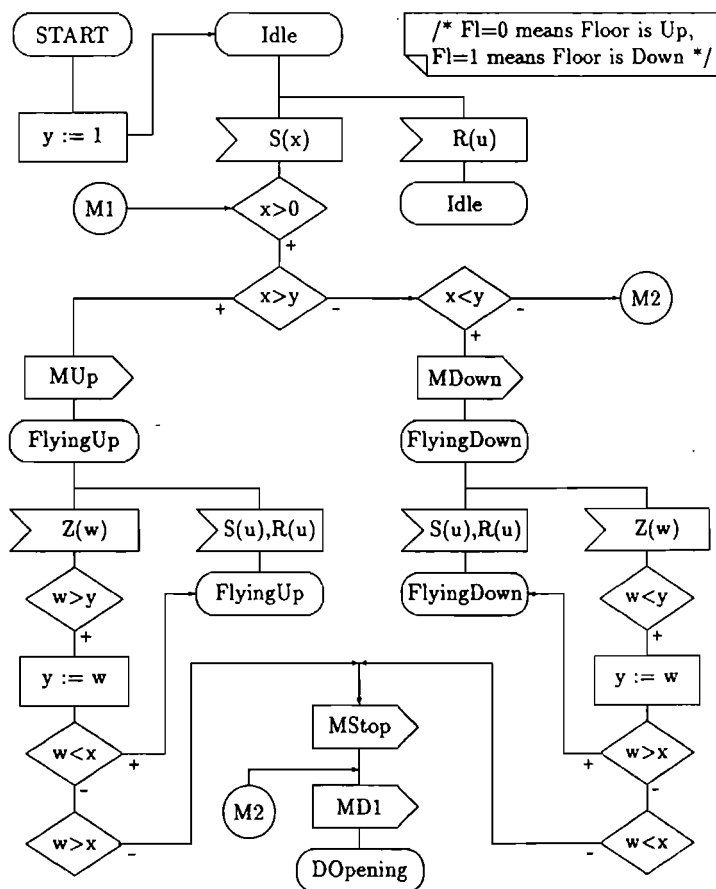 START
Idle
/* Fl=0 means Floor is Up,
Fl=1 means Floor is Down */
y := 1
S(x)
R(u)
M1
x>0
Idle
+
x>y
x<y
M2
+
-
-
+
MUp
MDown
FlyingUp
FlyingDown
Z(w)
S(u),R(u)
S(u),R(u)
Z(w)
w>y
FlyingUp
FlyingDown
w<y
+
+
y := w
y := w
MStop
w<x
w>x
+
+
-
-
M2
MD1
w>x
w<x
-
-
DOpening